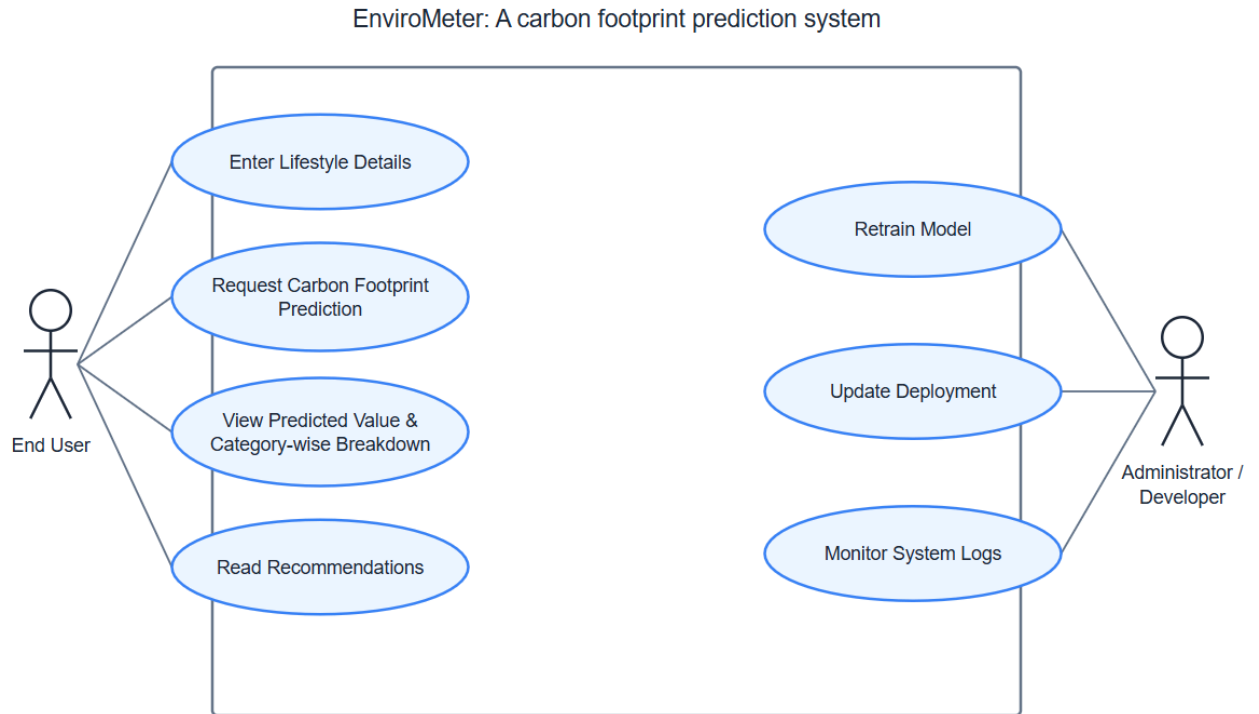 EnviroMeter: A carbon footprint prediction system
Enter Lifestyle Details
Request Carbon Footprint
Prediction
View Predicted Value &
Category-wise Breakdown
Read Recommendations
End User
Retrain Model
Update Deployment
Monitor System Logs
Administrator /
Developer